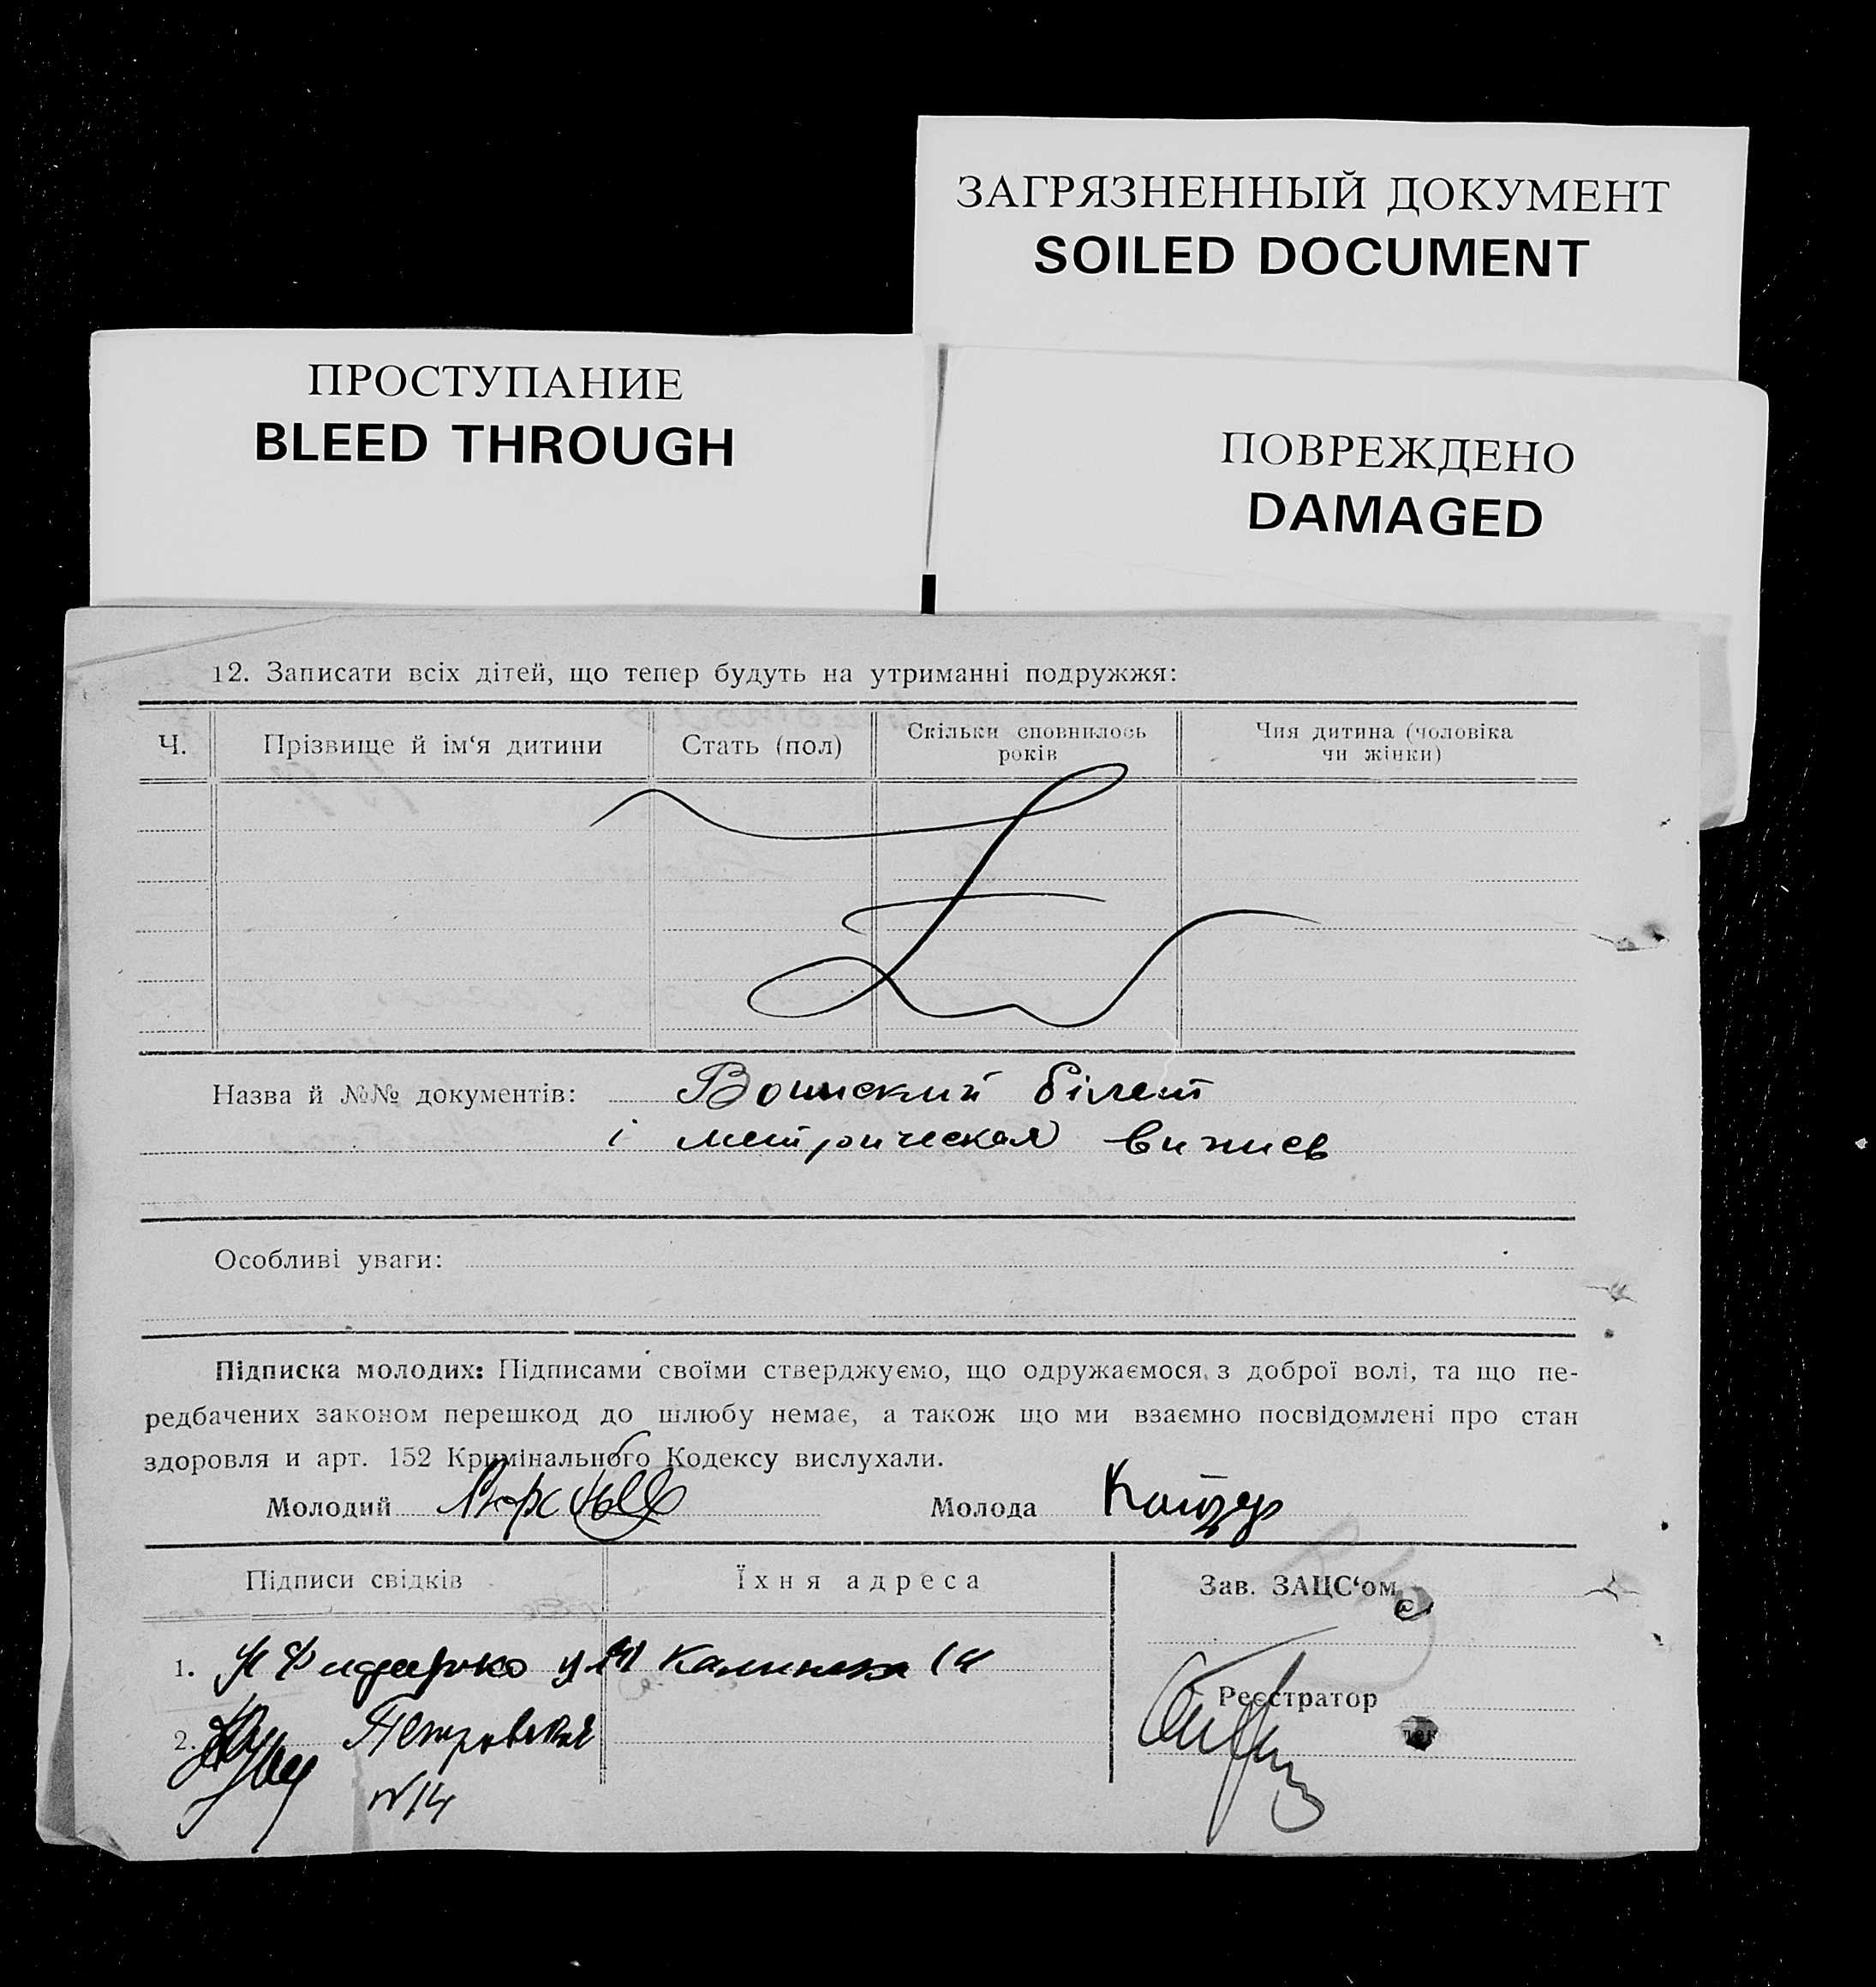 ЗАГРЯЗНЕННЫЙ ДОКУМЕНТ
SOILED DOCUMENT
ПРОСТУПАНИЕ
BLEED THROUGH
ПОВРЕЖДЕНО
DAMAGED
12. Записати всіх дітей, що тепер будуть на утриманні подружжя:
Ч.
Прізвище й ім‘я дитини
Стать (пол)
Скільки сповнилось
років
Чия дитина (чоловіка
чи жінки)
Назва й №№ документів: Воинский білет
і метрическая випись
Особливі уваги:
Підписка молодих: Підписами своїми стверджуємо, що одружаємося з доброї волі, та що пе-
редбачених законом перешкод до шлюбу немає, а також що ми взаємно посвідомлені про стан
здоровля и арт. 152 Кримінального Кодексу вислухали.
Молодий
Молода
Підписи свідків
Їхня адреса
Зав. ЗАЦС‘ом
1. Калинина 14
Реєстратор
2. Петровская
№14